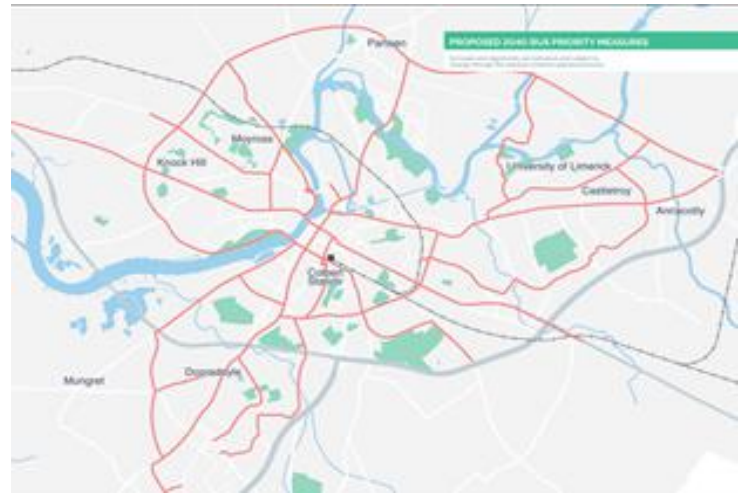 PROPOSED 2040 BUS PRIORITY MEASURES
Parteen
Moyross
Knock Hill
University of Limerick
Castletroy
Annacotty
Colbert
Station
Mungret
Dooradoyle